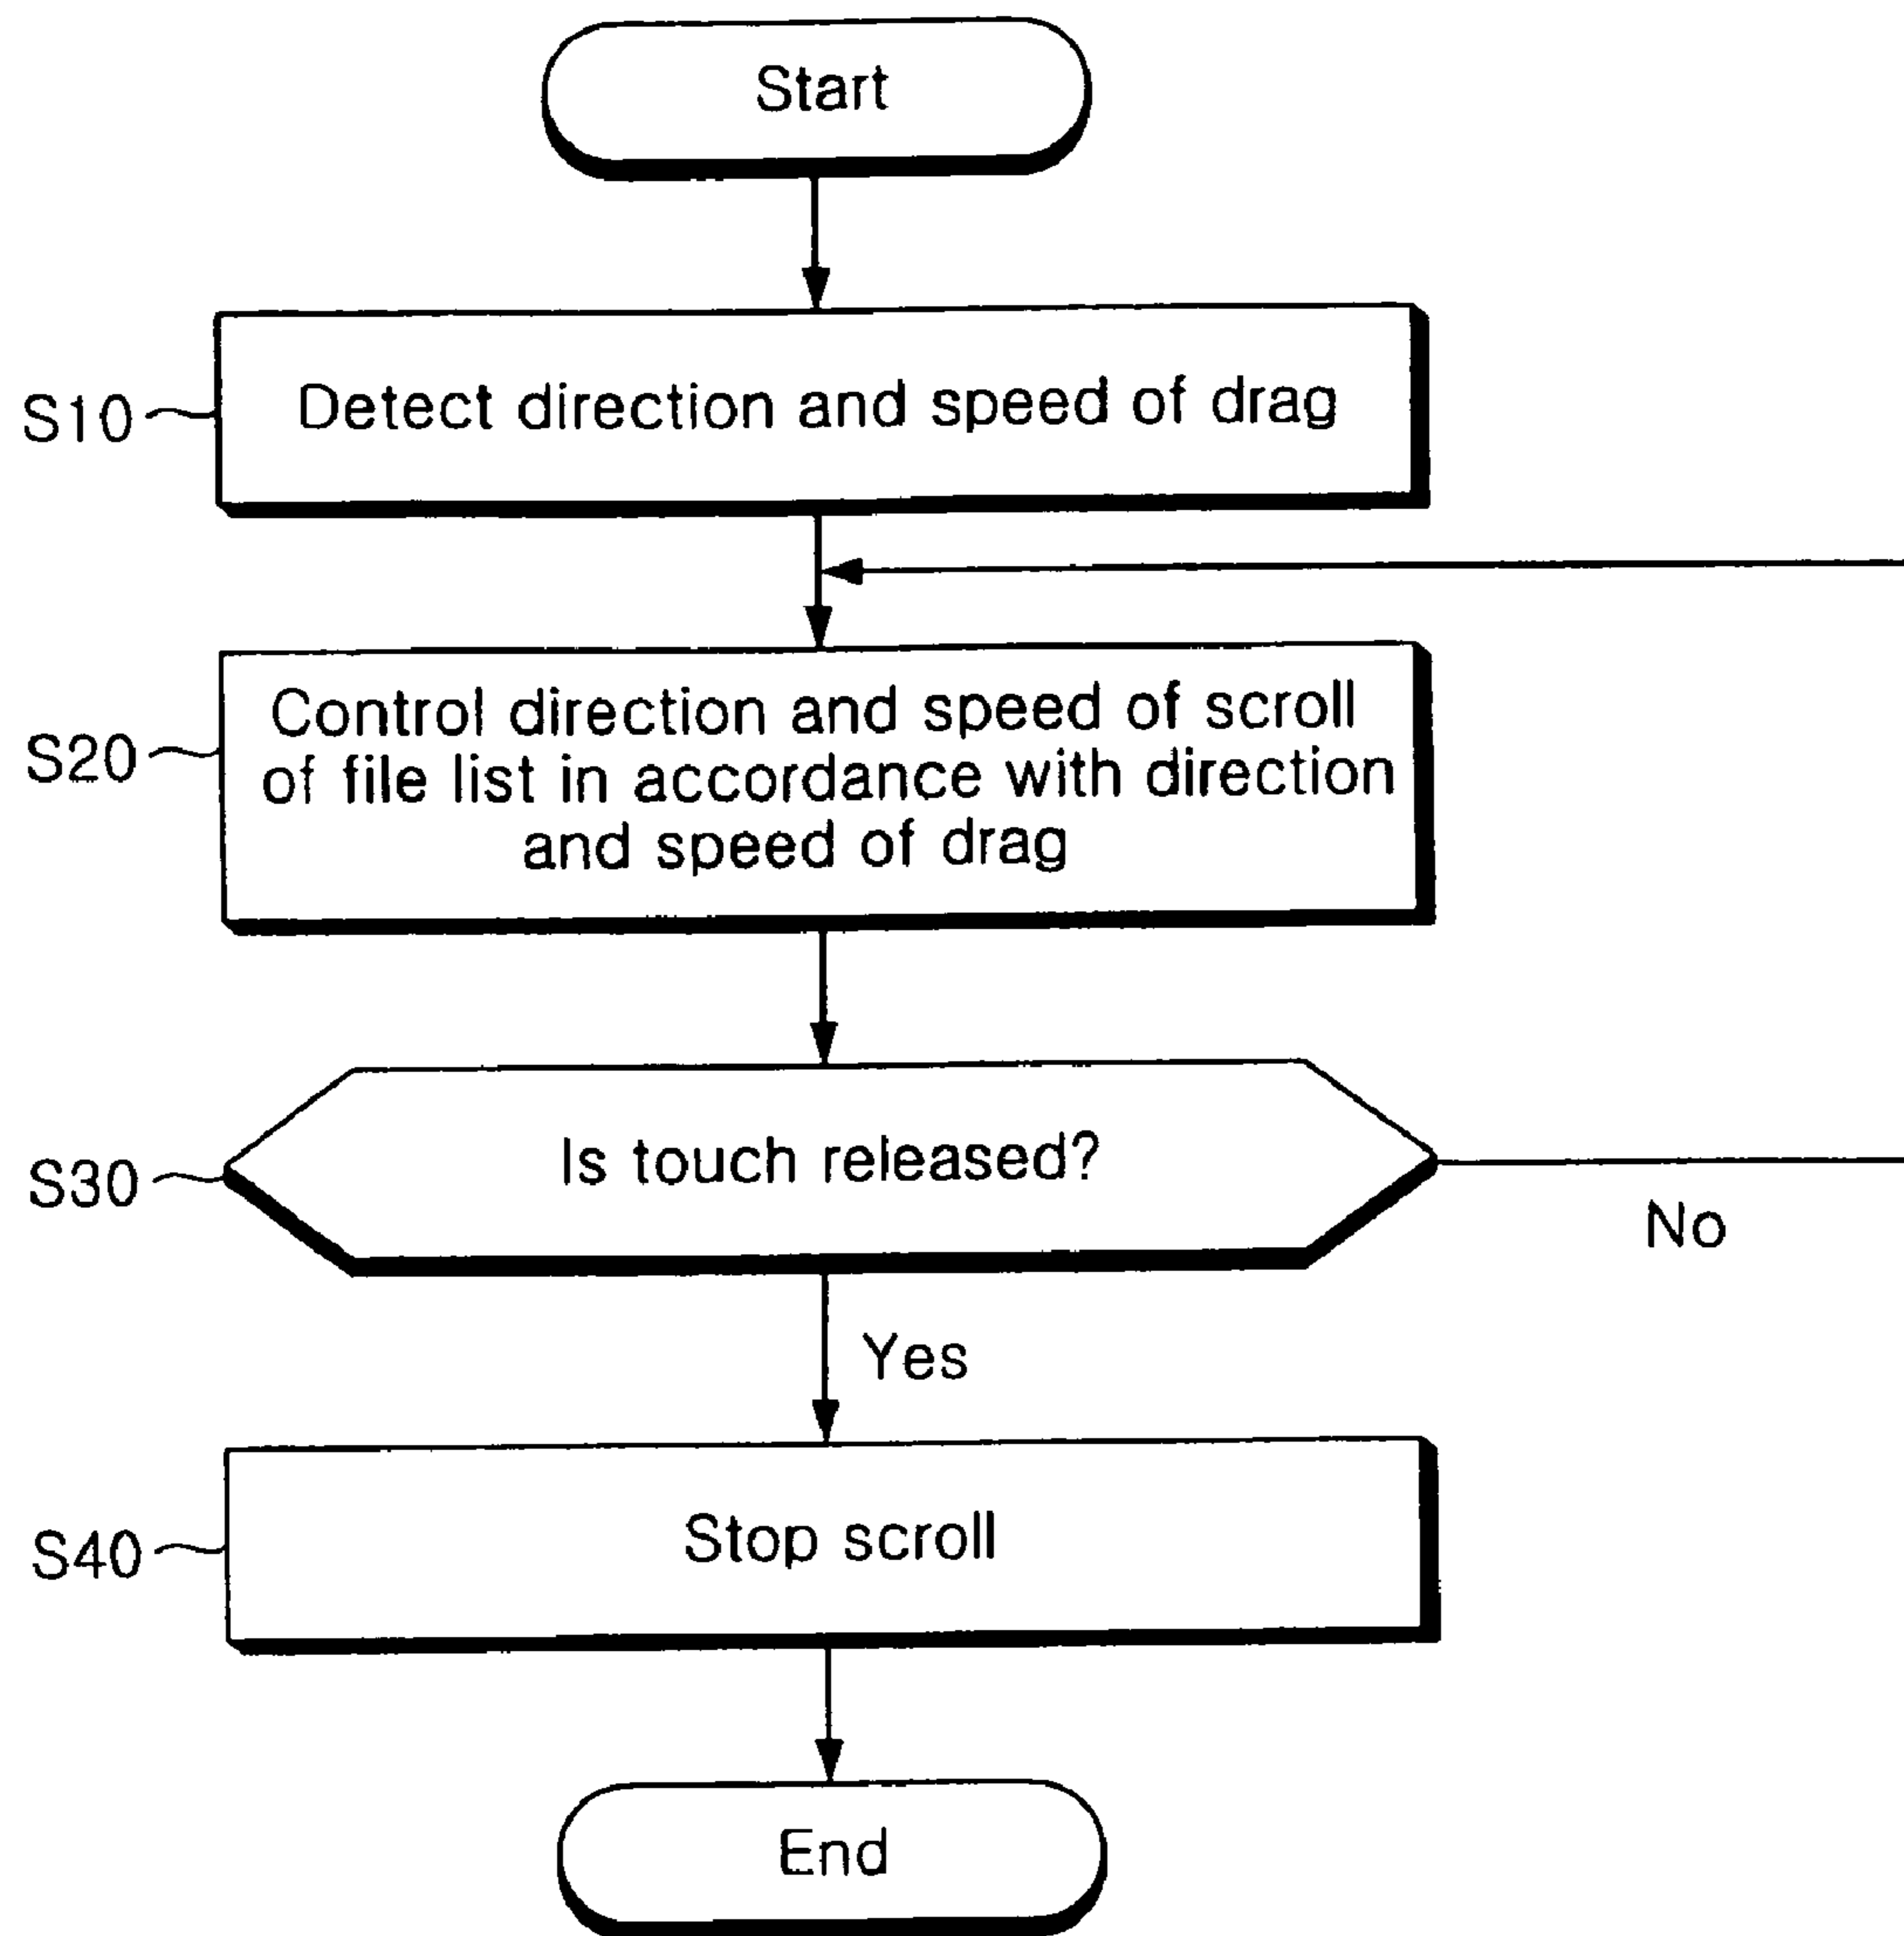 Start
S10
Detect direction and speed of drag
S20
Control direction and speed of scroll
of file list in accordance with direction
and speed of drag
S30
Is touch released?
No
Yes
S40
Stop scroll
End